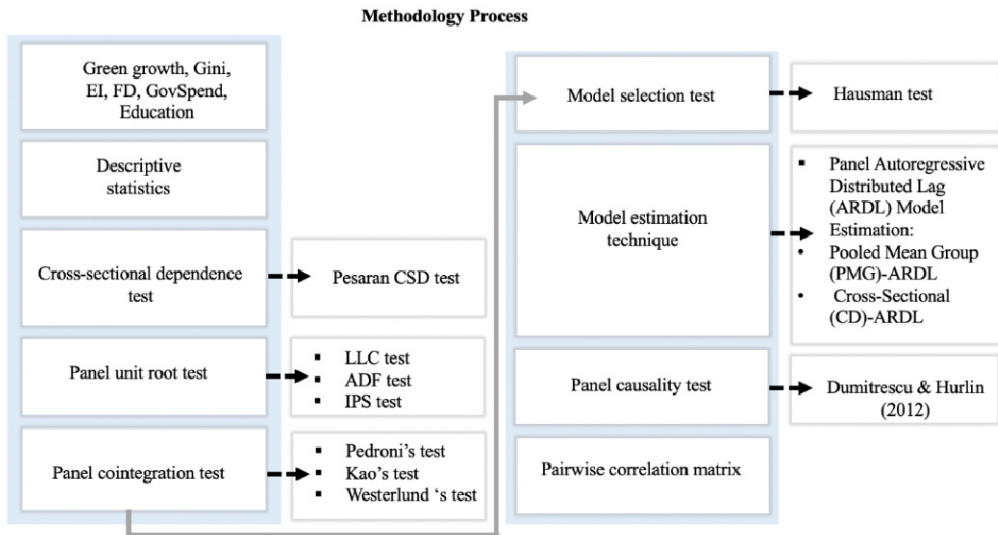 Methodology Process
Green growth, Gini,
EI, FD, GovSpend,
Education
Descriptive
statistics
Cross-sectional dependence
test
Pesaran CSD test
Panel unit root test
▪ LLC test
▪ ADF test
▪ IPS test
Panel cointegration test
▪ Pedroni’s test
▪ Kao’s test
▪ Westerlund ‘s test
Model selection test
Hausman test
Model estimation
technique
▪ Panel Autoregressive
Distributed Lag
(ARDL) Model
▪ Estimation:
• Pooled Mean Group
(PMG)-ARDL
• Cross-Sectional
(CD)-ARDL
Panel causality test
Dumitrescu & Hurlin
(2012)
Pairwise correlation matrix